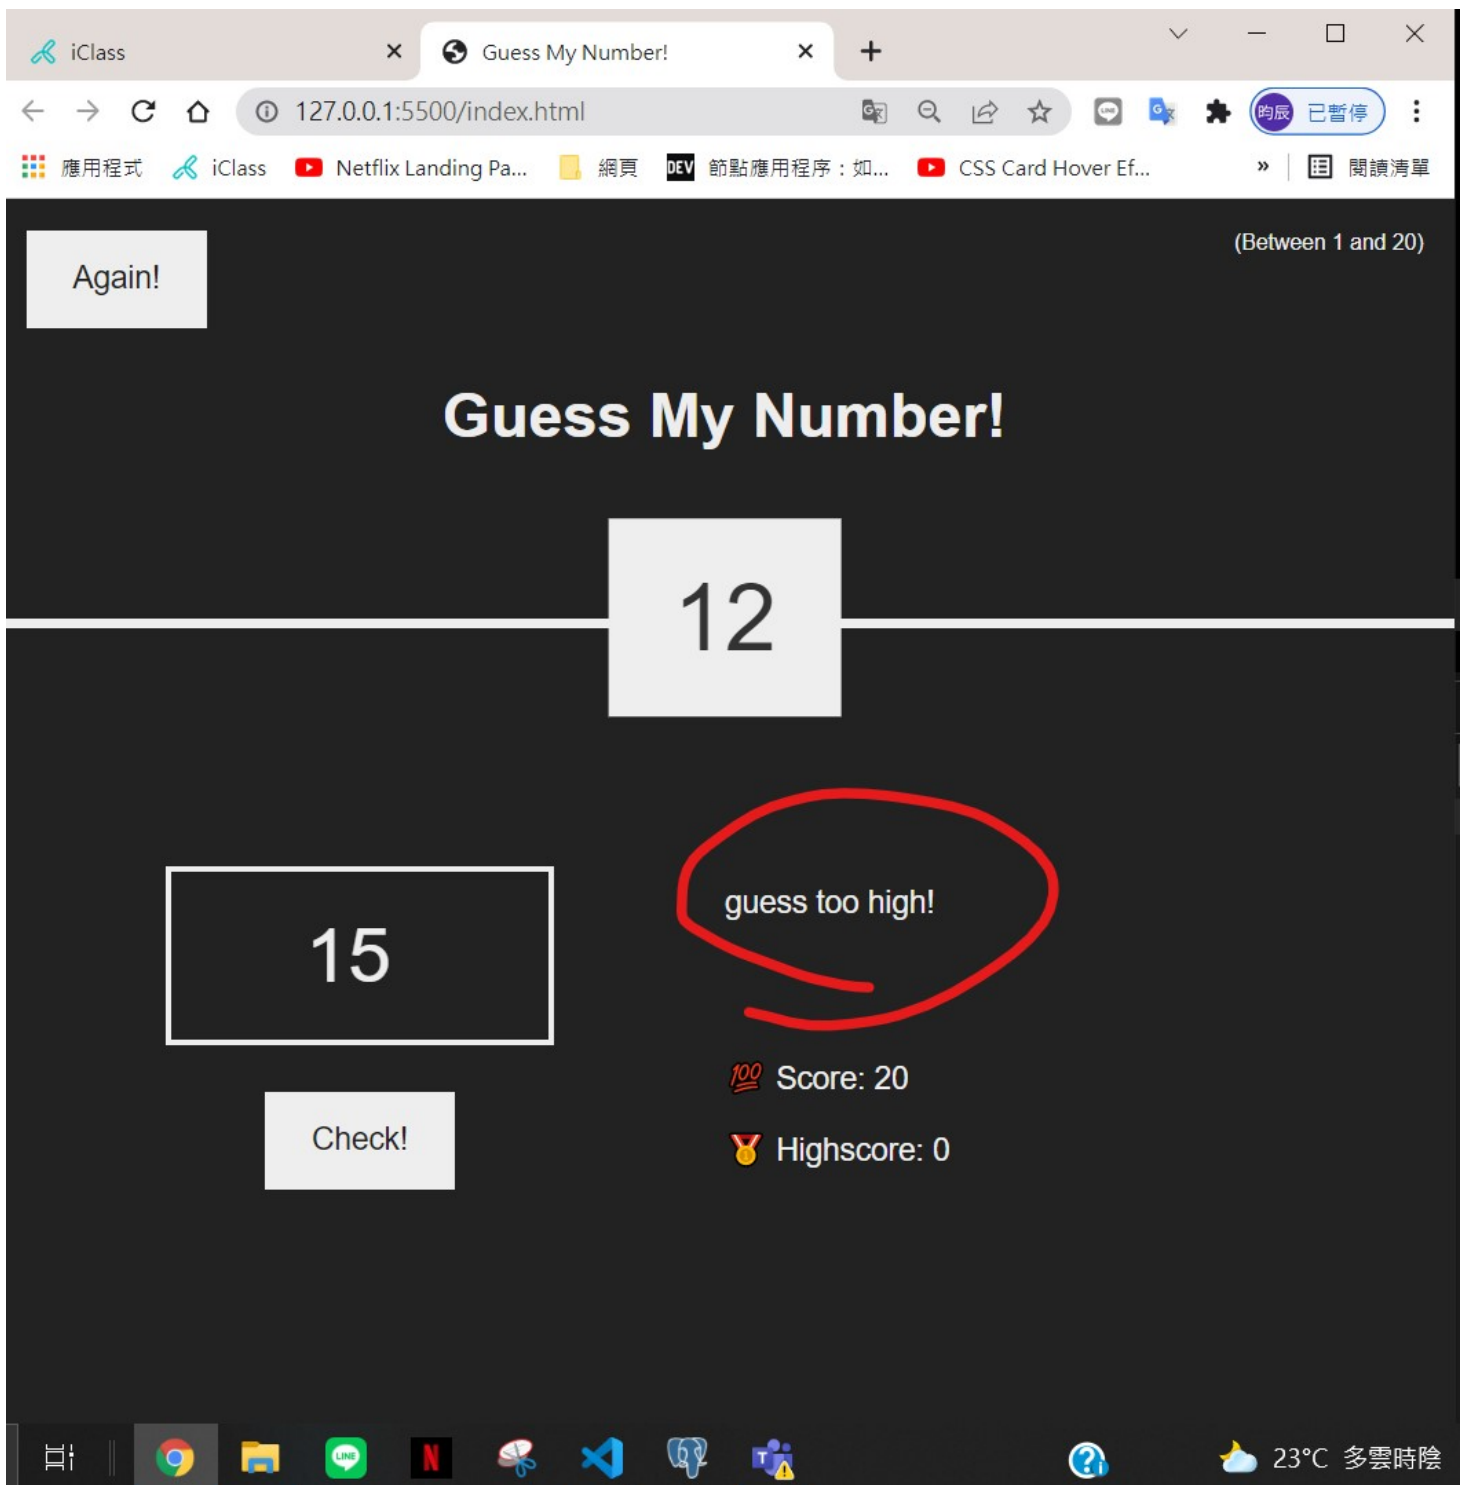 iClass
Guess My Number!
127.0.0.1:5500/index.html
昀辰 已暫停
應用程式 iClass Netflix Landing Pa... 網頁 DEV 節點應用程序：如... CSS Card Hover Ef... » 閱讀清單
Again!
(Between 1 and 20)
Guess My Number!
12
15
guess too high!
💯 Score: 20
🥇 Highscore: 0
Check!
23°C 多雲時陰